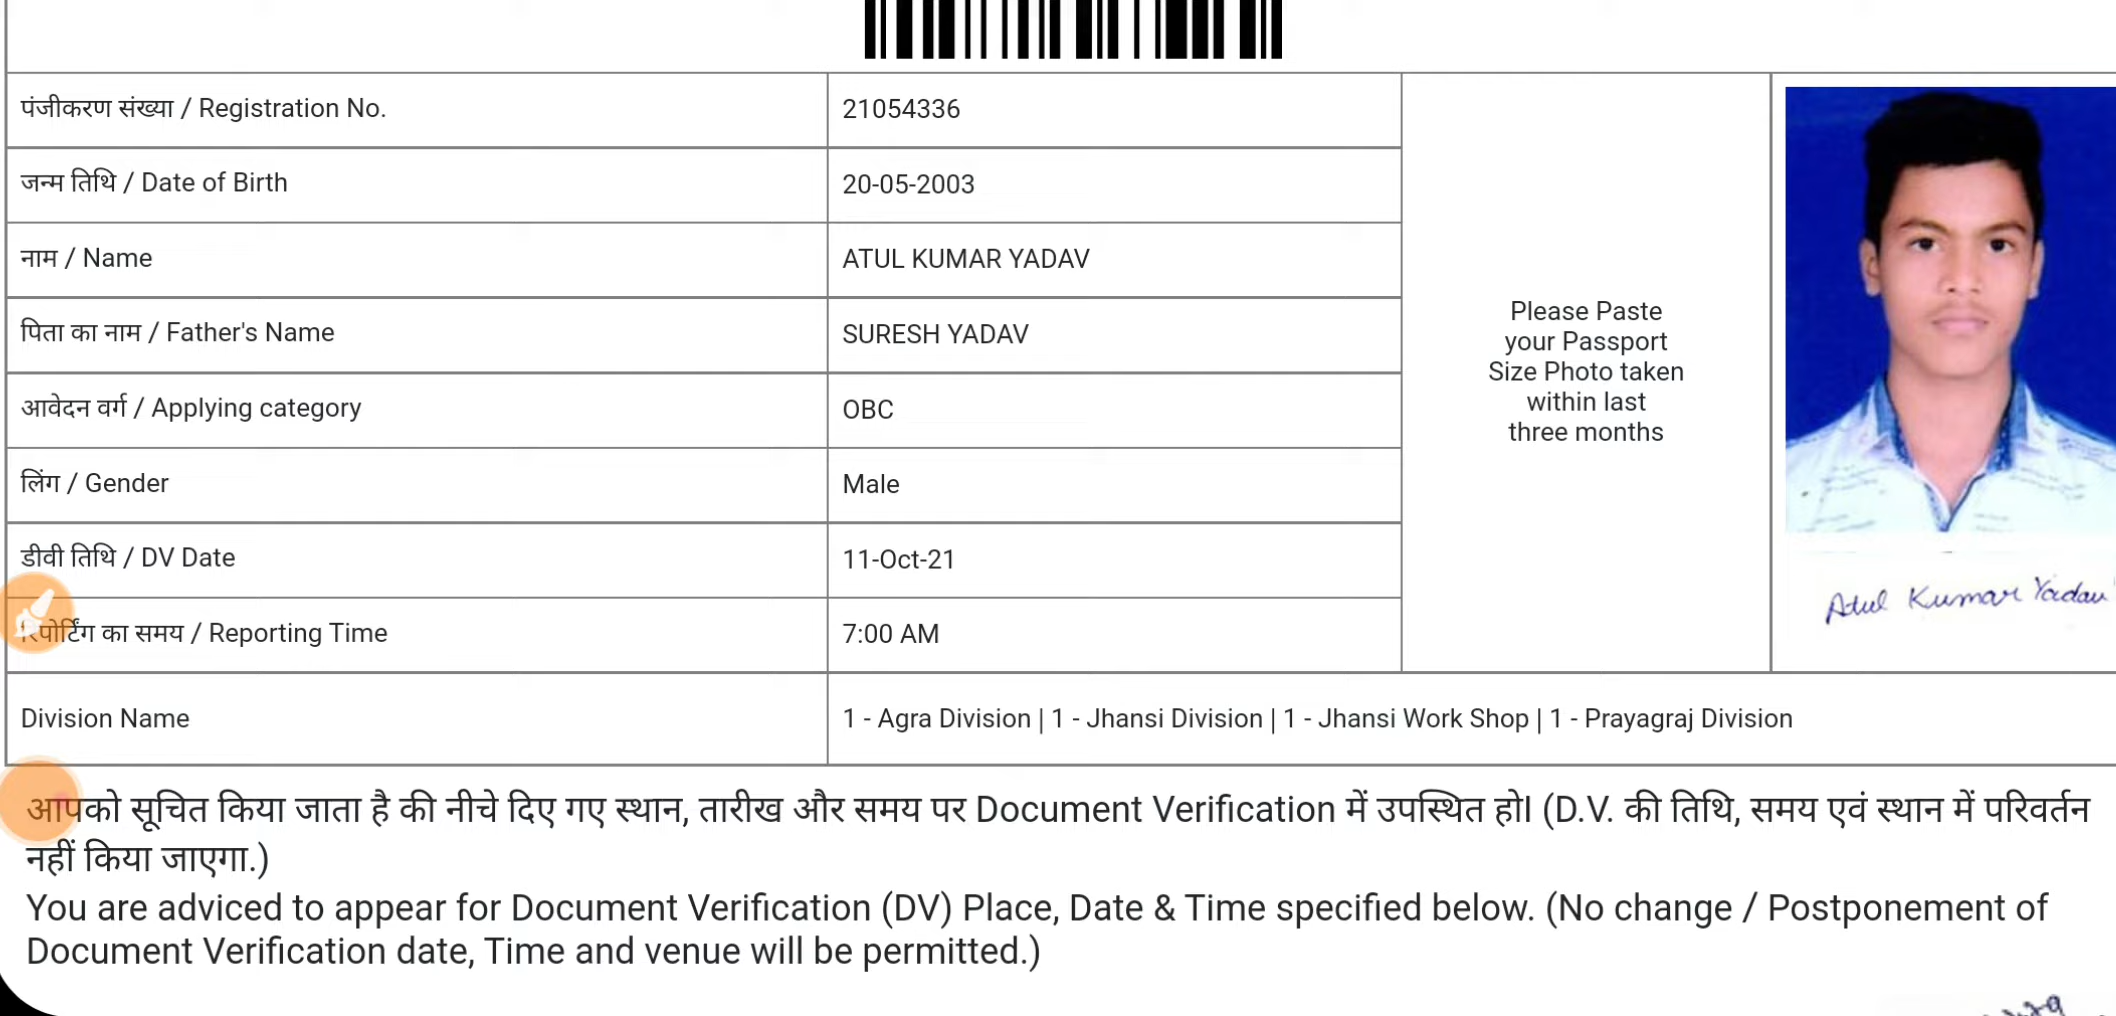 पंजीकरण संख्या / Registration No.
21054336
जन्म तिथि / Date of Birth
20-05-2003
नाम / Name
ATUL KUMAR YADAV
पिता का नाम / Father's Name
SURESH YADAV
आवेदन वर्ग / Applying category
OBC
लिंग / Gender
Male
डीवी तिथि / DV Date
11-Oct-21
रिपोर्टिंग का समय / Reporting Time
7:00 AM
Please Paste
your Passport
Size Photo taken
within last
three months
Atul Kumar Yadav
Division Name
1 - Agra Division | 1 - Jhansi Division | 1 - Jhansi Work Shop | 1 - Prayagraj Division
आपको सूचित किया जाता है की नीचे दिए गए स्थान, तारीख और समय पर Document Verification में उपस्थित हो। (D.V. की तिथि, समय एवं स्थान में परिवर्तन
नहीं किया जाएगा.)
You are adviced to appear for Document Verification (DV) Place, Date & Time specified below. (No change / Postponement of
Document Verification date, Time and venue will be permitted.)